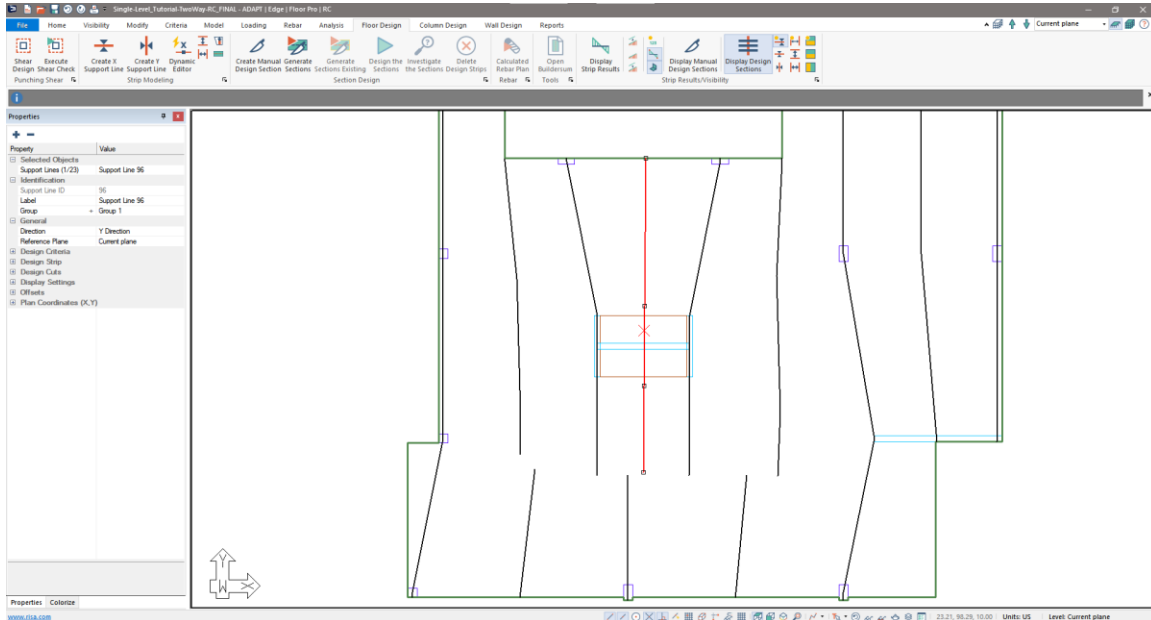 Single-Level_Tutorial-TwoWay-RC_FINAL - ADAPT | Edge | Floor Pro | RC
File Home Visibility Modify Criteria Model Loading Rebar Analysis Floor Design Column Design Wall Design Reports Current plane
Shear Design Execute Shear Check Create X Support Line Create Y Support Line Dynamic Editor Create Manual Design Section Generate Sections Generate Sections Existing Design the Sections Investigate the Sections Delete Design Strips Calculated Rebar Plan Open Buildersum Display Strip Results Display Manual Design Sections Display Design Sections
Punching Shear Strip Modeling Section Design Rebar Tools Strip Results/Visibility
Properties
Property Value
Selected Objects
Support Lines (1/23) Support Line 96
Identification
Support Line ID 96
Label Support Line 96
Group Group 1
General
Direction Y Direction
Reference Plane Current plane
Design Criteria
Design Strip
Design Cuts
Display Settings
Offsets
Plan Coordinates (X,Y)
Y
W X
Properties Colorize
www.risa.com 23.21, 98.29, 10.00 Units: US Level: Current plane